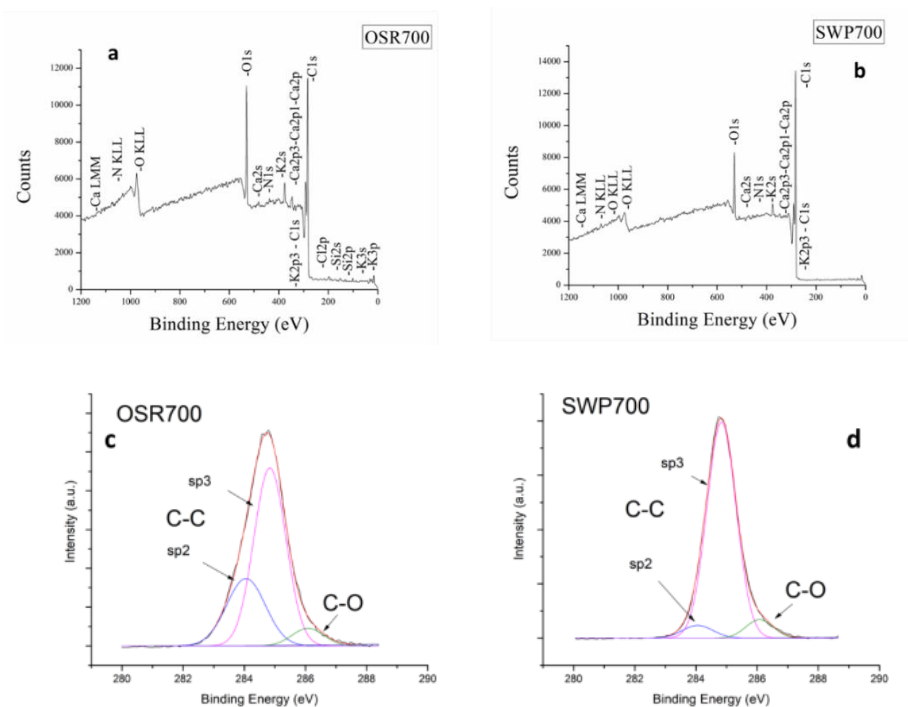 a
OSR700
Counts
12000
10000
8000
6000
4000
2000
0
-Ca LMM
-N KLL
-O KLL
-O1s
-Ca2s
-N1s
-K2s
-Ca2p3-Ca2p1-Ca2p
-C1s
-K2p3 - C1s
-Cl2p
-Si2s
-Si2p
-K3s
-K3p
1200 1000 800 600 400 200 0
Binding Energy (eV)
b
SWP700
Counts
14000
12000
10000
8000
6000
4000
2000
0
-Ca LMM
-N KLL
-O KLL
-O KLL
-O1s
-Ca2s
-N1s
-K2s
-Ca2p3-Ca2p1-Ca2p
-C1s
-K2p3 - C1s
1200 1000 800 600 400 200 0
Binding Energy (eV)
OSR700
c
sp3
C-C
sp2
C-O
Intensity (a.u.)
280 282 284 286 288 290
Binding Energy (eV)
SWP700
d
sp3
C-C
sp2
C-O
Intensity (a.u.)
280 282 284 286 288 290
Binding Energy (eV)